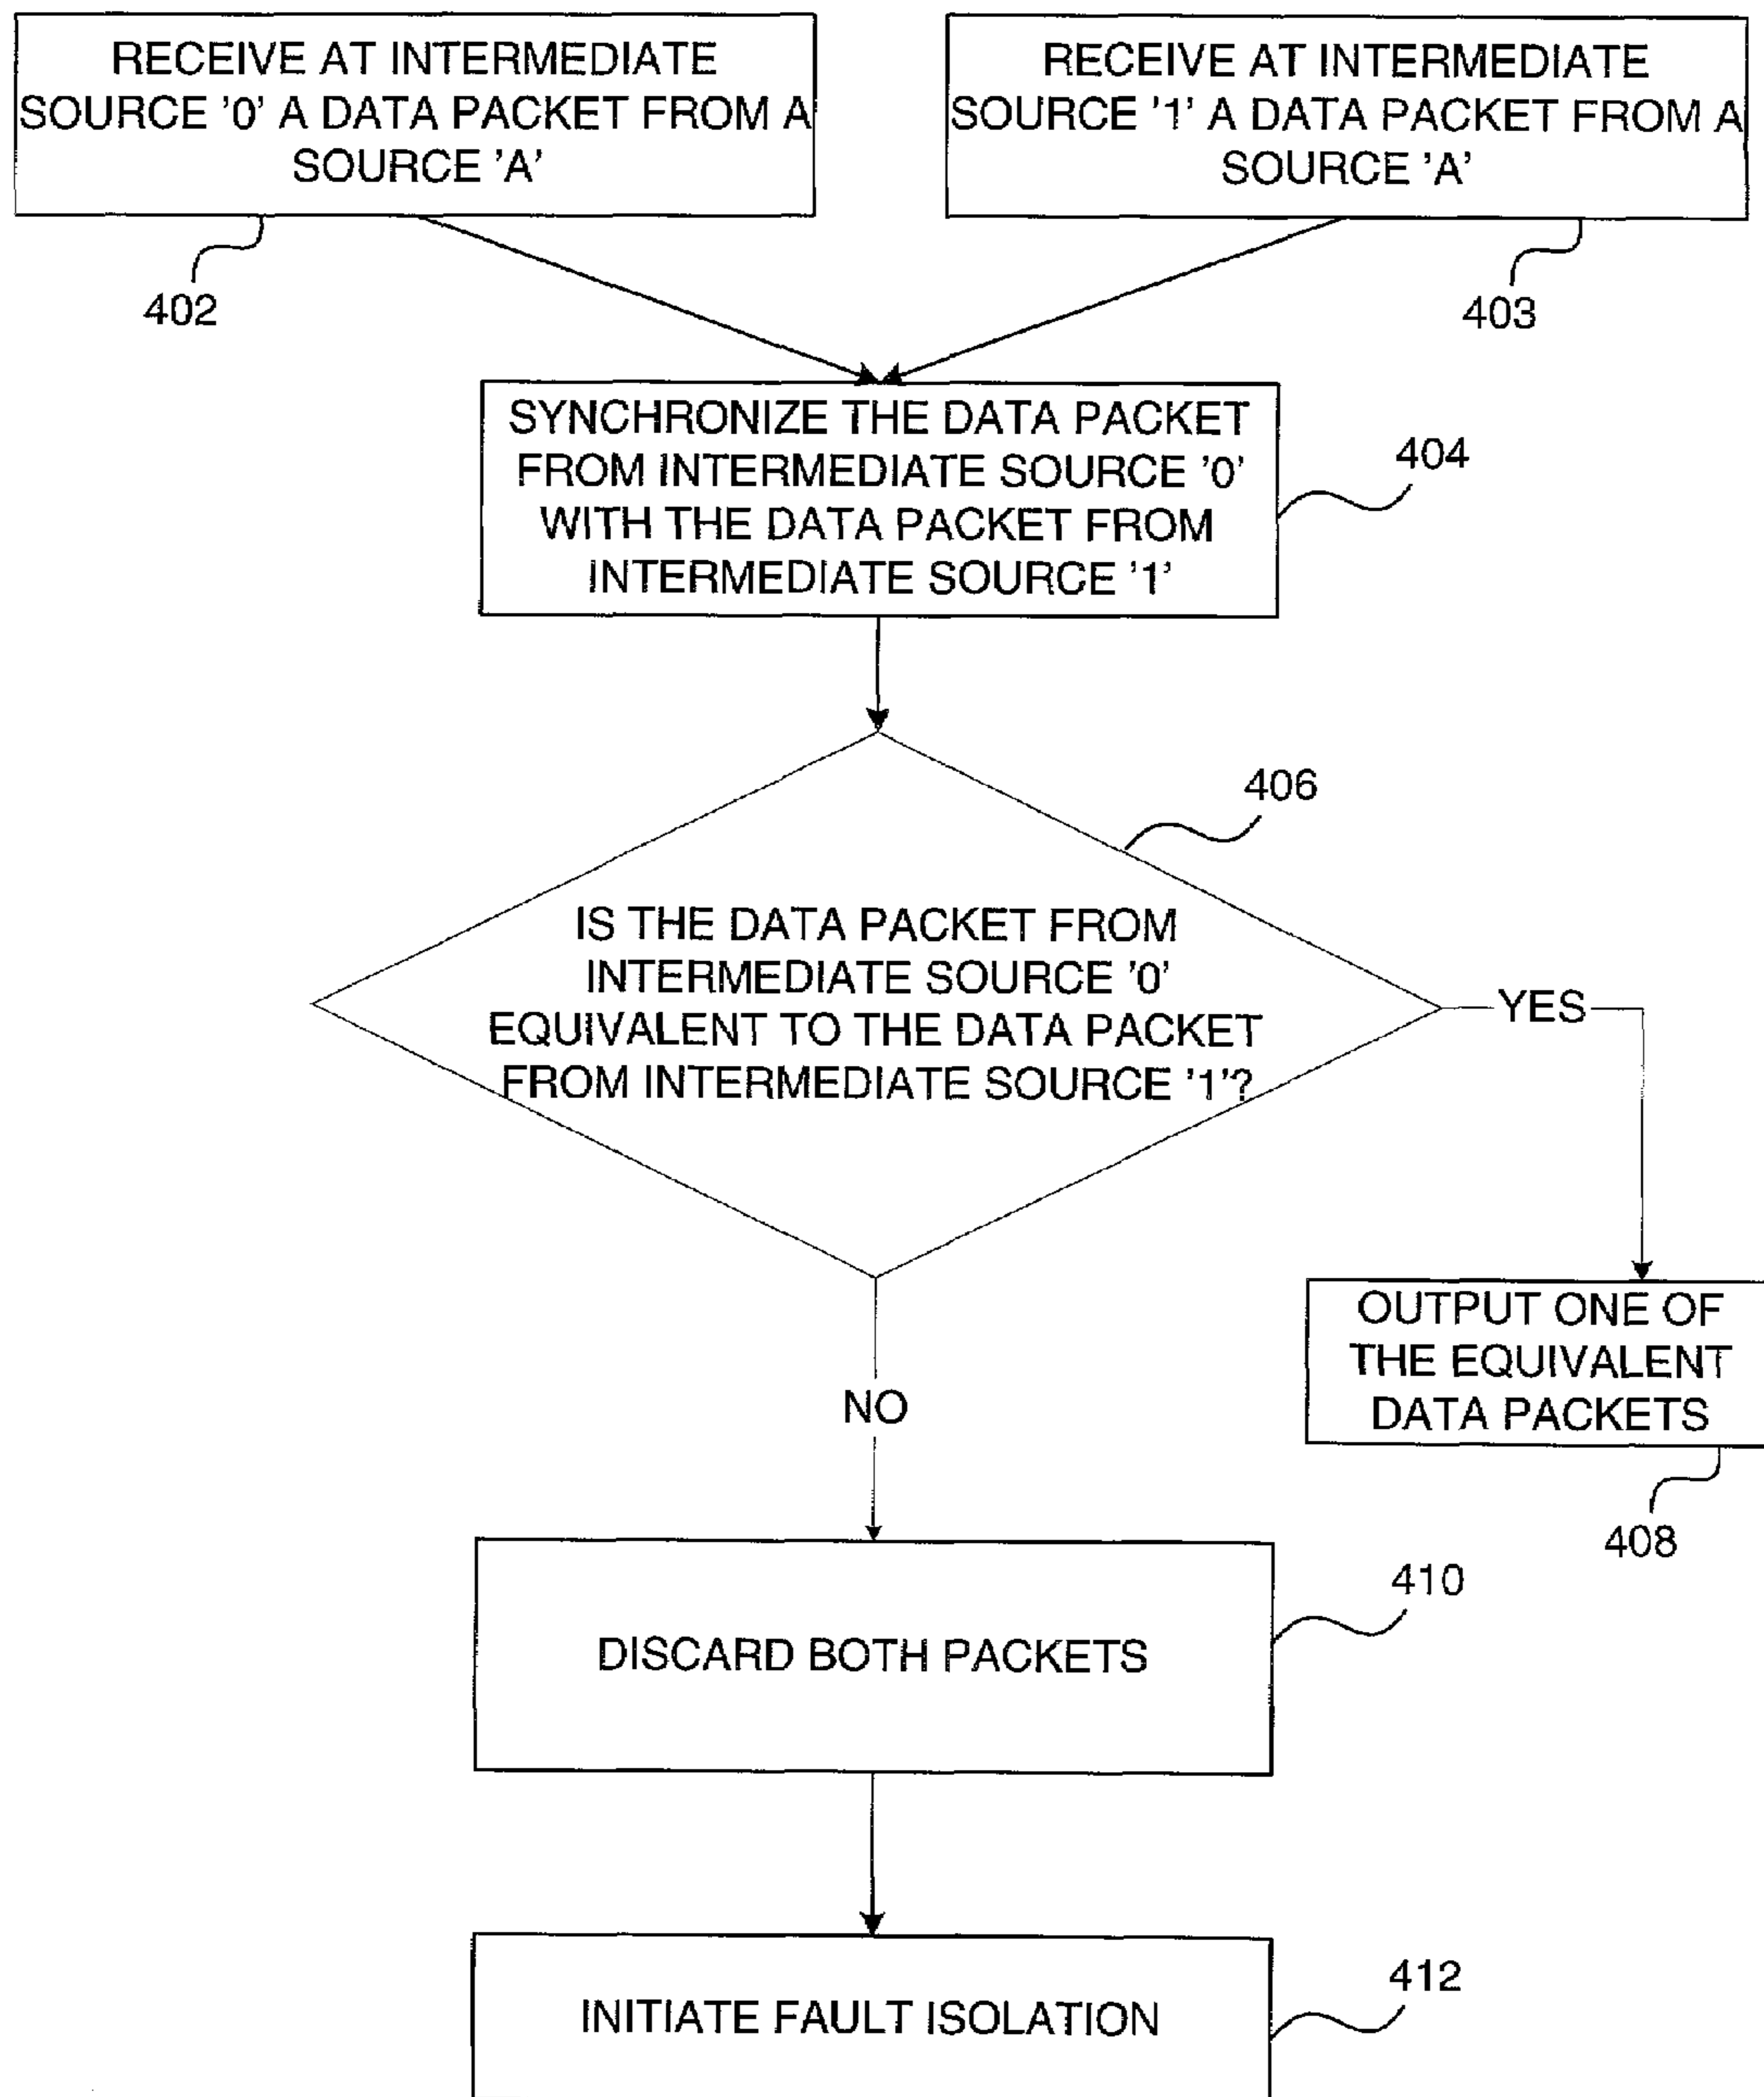 RECEIVE AT INTERMEDIATE
SOURCE '0' A DATA PACKET FROM A
SOURCE 'A'
RECEIVE AT INTERMEDIATE
SOURCE '1' A DATA PACKET FROM A
SOURCE 'A'
402
403
SYNCHRONIZE THE DATA PACKET
FROM INTERMEDIATE SOURCE '0'
WITH THE DATA PACKET FROM
INTERMEDIATE SOURCE '1'
404
406
IS THE DATA PACKET FROM
INTERMEDIATE SOURCE '0'
EQUIVALENT TO THE DATA PACKET
FROM INTERMEDIATE SOURCE '1'?
YES
OUTPUT ONE OF
THE EQUIVALENT
DATA PACKETS
408
NO
410
DISCARD BOTH PACKETS
412
INITIATE FAULT ISOLATION